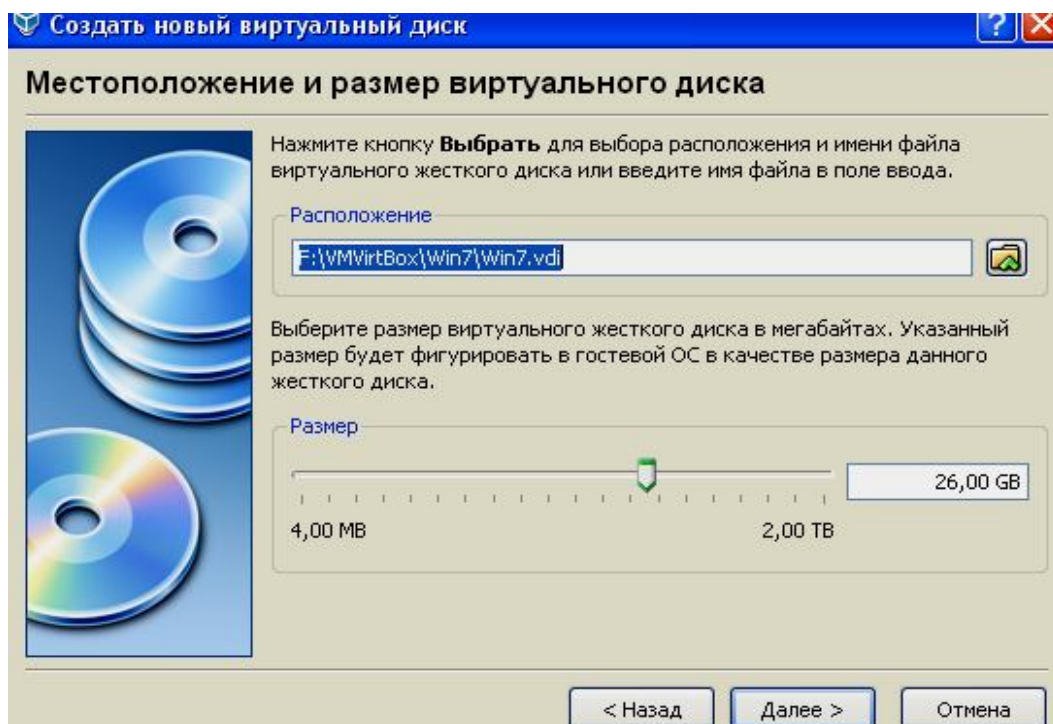 Создать новый виртуальный диск
Местоположение и размер виртуального диска
Нажмите кнопку Выбрать для выбора расположения и имени файла
виртуального жесткого диска или введите имя файла в поле ввода.
Расположение
F:\VMVirtBox\Win7\Win7.vdi
Выберите размер виртуального жесткого диска в мегабайтах. Указанный
размер будет фигурировать в гостевой ОС в качестве размера данного
жесткого диска.
Размер
26,00 GB
4,00 MB 2,00 TB
< Назад Далее > Отмена